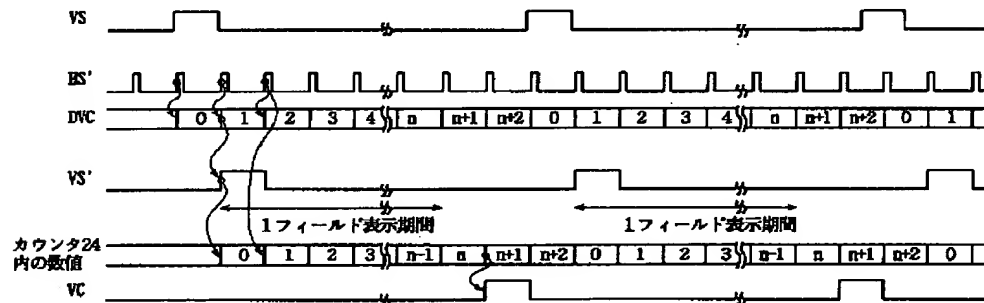 VS
HS'
DVC 0 1 2 3 4 n n+1 n+2 0 1 2 3 4 n n+1 n+2 0 1
VS'
1フィールド表示期間 1フィールド表示期間
カウンタ24
内の数値 0 1 2 3 n-1 n n+1 n+2 0 1 2 3 n-1 n n+1 n+2 0
VC